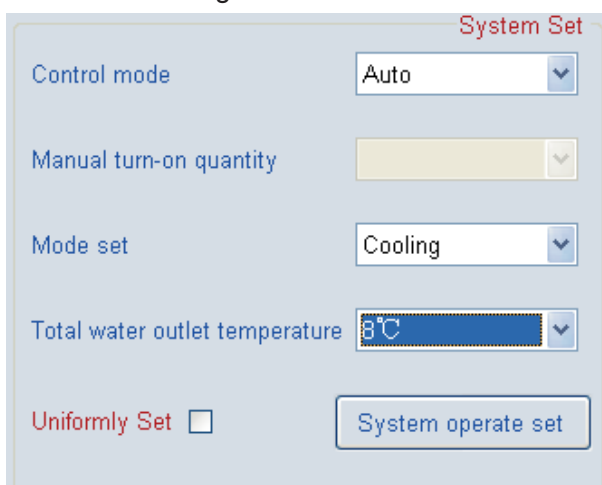 System Set
Control mode Auto
Manual turn-on quantity
Mode set Cooling
Total water outlet temperature 8℃
Uniformly Set System operate set